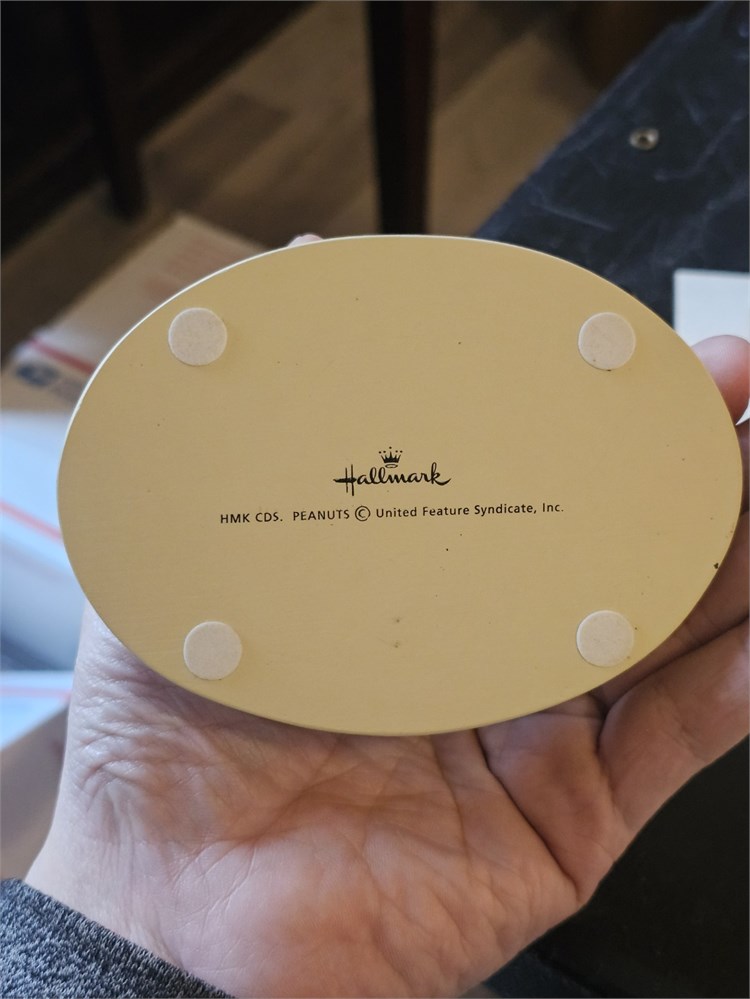 Hallmark
HMK CDS. PEANUTS © United Feature Syndicate, Inc.